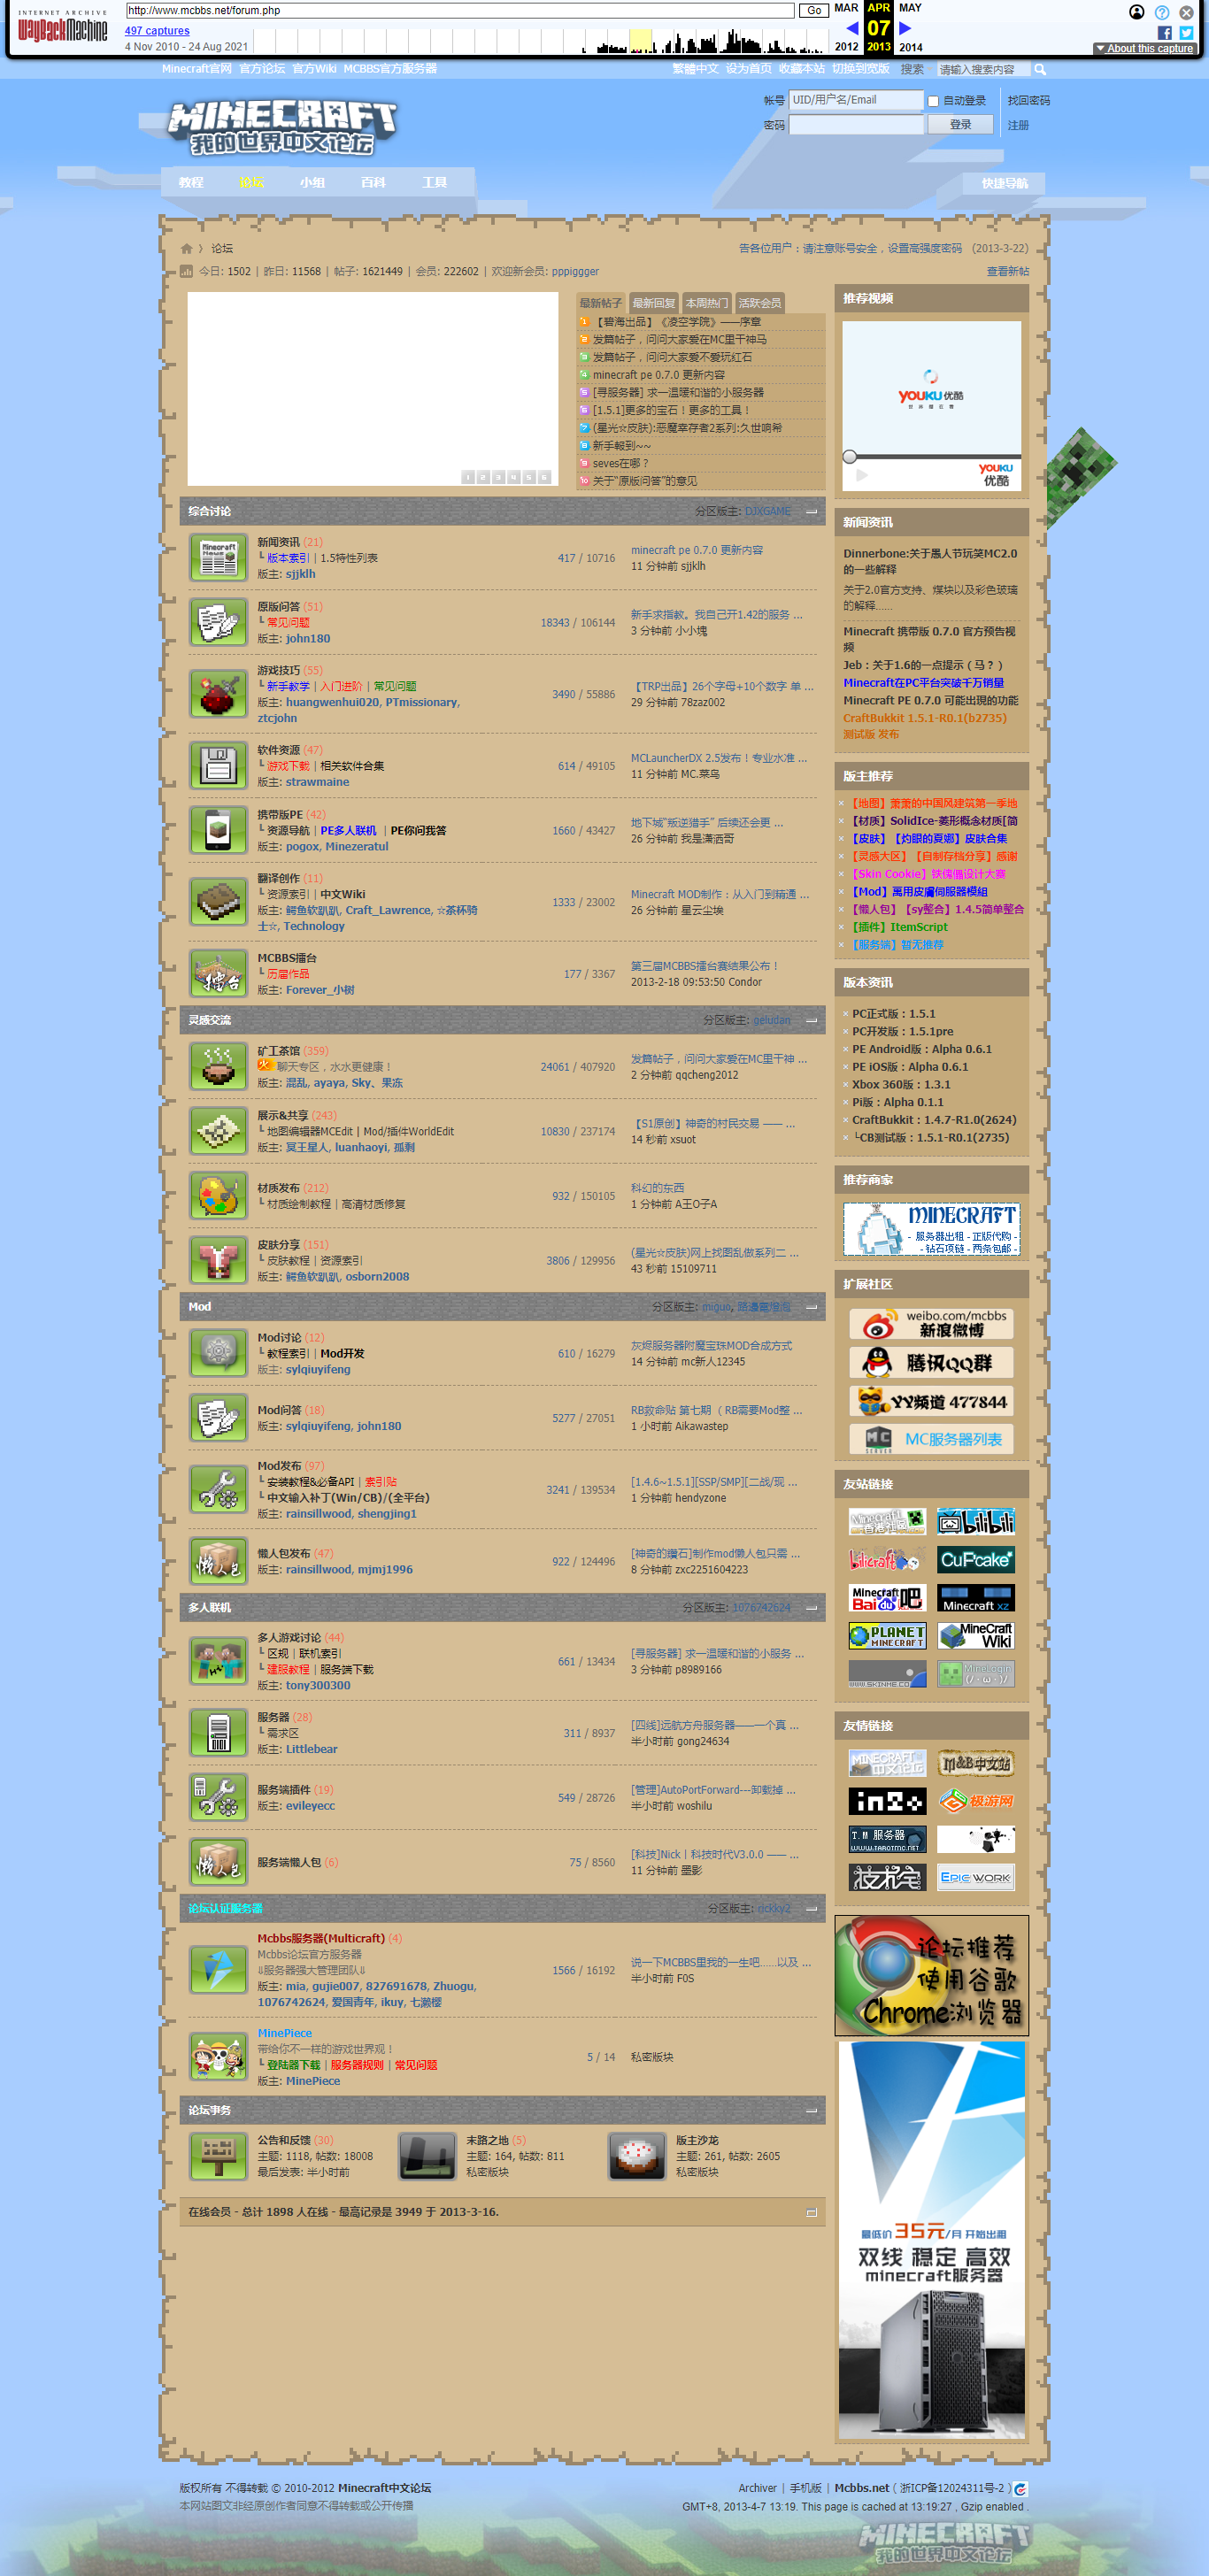 INTERNET ARCHIVE
WayBackMachine
http://www.mcbbs.net/forum.php
Go
MAR APR MAY
07
2012 2013 2014
497 captures
4 Nov 2010 - 24 Aug 2021
About this capture
Minecraft官网 官方论坛 官方Wiki MCBBS官方服务器
繁體中文 设为首页 收藏本站 切换到宽版 搜索 请输入搜索内容
MINECRAFT
我的世界中文论坛
帐号 UID/用户名/Email 自动登录 找回密码
密码 登录 注册
教程 论坛 小组 百科 工具
快捷导航
论坛
告各位用户：请注意账号安全，设置高强度密码 (2013-3-22)
今日: 1502 | 昨日: 11568 | 帖子: 1621449 | 会员: 222602 | 欢迎新会员: pppiggger
查看新帖
1 2 3 4 5 6
最新帖子 最新回复 本周热门 活跃会员
1 【碧海出品】《凌空学院》——序章
2 发篇帖子，问问大家爱在MC里干神马
3 发篇帖子，问问大家爱不爱玩红石
4 minecraft pe 0.7.0 更新内容
5 [寻服务器] 求一温暖和谐的小服务器
6 [1.5.1]更多的宝石！更多的工具！
7 (星光☆皮肤):恶魔幸存者2系列:久世响希
8 新手報到~~
9 seves在哪？
10 关于“原版问答”的意见
综合讨论
分区版主: DJXGAME
新闻资讯 (21)
└ 版本索引 | 1.5特性列表
版主: sjjklh
417 / 10716
minecraft pe 0.7.0 更新内容
11 分钟前 sjjklh
原版问答 (51)
└ 常见问题
版主: john180
18343 / 106144
新手求指教。我自己开1.42的服务 ...
3 分钟前 小小塊
游戏技巧 (55)
└ 新手教学 | 入门进阶 | 常见问题
版主: huangwenhui020, PTmissionary,
ztcjohn
3490 / 55886
【TRP出品】26个字母+10个数字 单 ...
29 分钟前 78zaz002
软件资源 (47)
└ 游戏下载 | 相关软件合集
版主: strawmaine
614 / 49105
MCLauncherDX 2.5发布！专业水准 ...
11 分钟前 MC.菜鸟
携带版PE (42)
└ 资源导航 | PE多人联机 | PE你问我答
版主: pogox, Minezeratul
1660 / 43427
地下城“叛逆猎手” 后续还会更 ...
26 分钟前 我是潇洒哥
翻译创作 (11)
└ 资源索引 | 中文Wiki
版主: 鳄鱼软趴趴, Craft_Lawrence, ☆茶杯骑
士☆, Technology
1333 / 23002
Minecraft MOD制作：从入门到精通 ...
26 分钟前 星云尘埃
MCBBS擂台
└ 历届作品
版主: Forever_小树
177 / 3367
第三届MCBBS擂台赛结果公布！
2013-2-18 09:53:50 Condor
灵感交流
分区版主: geludan
矿工茶馆 (359)
聊天专区，水水更健康！
版主: 混乱, ayaya, Sky、果冻
24061 / 407920
发篇帖子，问问大家爱在MC里干神 ...
2 分钟前 qqcheng2012
展示&共享 (243)
└ 地图编辑器MCEdit | Mod/插件WorldEdit
版主: 冥王星人, luanhaoyi, 孤剩
10830 / 237174
【S1原创】神奇的村民交易 —— ...
14 秒前 xsuot
材质发布 (212)
└ 材质绘制教程 | 高清材质修复
932 / 150105
科幻的东西
1 分钟前 A王O子A
皮肤分享 (151)
└ 皮肤教程 | 资源索引
版主: 鳄鱼软趴趴, osborn2008
3806 / 129956
(星光☆皮肤)网上找图乱做系列二 ...
43 秒前 15109711
Mod
Mod讨论 (12)
└ 教程索引 | Mod开发
版主: sylqiuyifeng
610 / 16279
灰烬服务器附魔宝珠MOD合成方式
14 分钟前 mc新人12345
Mod问答 (18)
版主: sylqiuyifeng, john180
5277 / 27051
RB救命贴 第七期 （RB需要Mod整 ...
1 小时前 Aikawastep
Mod发布 (97)
└ 安装教程&必备API | 索引贴
└ 中文输入补丁(Win/CB)/(全平台)
版主: rainsillwood, shengjing1
3241 / 139534
[1.4.6~1.5.1][SSP/SMP][二战/现 ...
1 分钟前 hendyzone
懒人包发布 (47)
版主: rainsillwood, mjmj1996
922 / 124496
[神奇的鑽石]制作mod懒人包只需 ...
8 分钟前 zxc2251604223
多人联机
分区版主: 1076742624
多人游戏讨论 (44)
└ 区规 | 联机索引
└ 建服教程 | 服务端下载
版主: tony300300
661 / 13434
[寻服务器] 求一温暖和谐的小服务 ...
3 分钟前 p8989166
服务器 (28)
└ 需求区
版主: Littlebear
311 / 8937
[四线]远航方舟服务器——一个真 ...
半小时前 gong24634
服务端插件 (19)
版主: evileyecc
549 / 28726
[管理]AutoPortForward---卸载掉 ...
半小时前 woshilu
服务端懒人包 (6)
75 / 8560
[科技]Nick丨科技时代V3.0.0 —— ...
11 分钟前 墨影
论坛认证服务器
分区版主: rickky2
Mcbbs服务器(Multicraft) (4)
Mcbbs论坛官方服务器
⇓服务器强大管理团队⇓
版主: mia, gujie007, 827691678, Zhuogu,
1076742624, 爱国青年, ikuy, 七濑樱
1566 / 16192
说一下MCBBS里我的一生吧……以及 ...
半小时前 F0S
MinePiece
带给你不一样的游戏世界观！
└ 登陆器下载 | 服务器规则 | 常见问题
版主: MinePiece
5 / 14
私密版块
论坛事务
公告和反馈 (30)
主题: 1118, 帖数: 18008
最后发表: 半小时前
末路之地 (5)
主题: 164, 帖数: 811
私密版块
版主沙龙
主题: 261, 帖数: 2605
私密版块
在线会员 - 总计 1898 人在线 - 最高记录是 3949 于 2013-3-16.
推荐视频
YOUKU优酷
YOUKU
优酷
新闻资讯
Dinnerbone:关于愚人节玩笑MC2.0
的一些解释
关于2.0官方支持、煤块以及彩色玻璃
的解释……
Minecraft 携带版 0.7.0 官方预告视
频
Jeb：关于1.6的一点提示（马？）
Minecraft在PC平台突破千万销量
Minecraft PE 0.7.0 可能出現的功能
CraftBukkit 1.5.1-R0.1(b2735)
测试版 发布
版主推荐
【地图】萧萧的中国风建筑第一季地
【材质】SolidIce-菱形概念材质[简
【皮肤】【灼眼的夏娜】皮肤合集
【灵感大区】【自制存档分享】感谢
【Skin Cookie】铁傀儡设计大赛
【Mod】萬用皮膚伺服器模組
【懒人包】【sy整合】1.4.5简单整合
【插件】ItemScript
【服务端】暂无推荐
版本资讯
PC正式版：1.5.1
PC开发版：1.5.1pre
PE Android版：Alpha 0.6.1
PE iOS版：Alpha 0.6.1
Xbox 360版：1.3.1
Pi版：Alpha 0.1.1
CraftBukkit：1.4.7-R1.0(2624)
└CB测试版：1.5.1-R0.1(2735)
推荐商家
MINECRAFT
- 服务器出租 - 正版代购 -
- 钻石项链 - 两条包邮 -
扩展社区
weibo.com/mcbbs
新浪微博
腾讯QQ群
YY频道 477844
MC服务器列表
友站链接
bilibili
CuFcake
Minecraft
Bai du 吧
Minecraft xz
PLANET
MINECRAFT
MineCraft
Wiki
WWW.SKINME.CO
友情链接
MINECRAFT
中文论坛
M&B中文站
极游网
T.M 服务器
WWW.TAROTMC.NET
技术宅
EPIC WORK
论坛推荐
使用谷歌
Chrome浏览器
最低价 35元/月 开始出租
双线 稳定 高效
minecraft服务器
版权所有 不得转载 © 2010-2012 Minecraft中文论坛
本网站图文非经原创作者同意不得转载或公开传播
Archiver | 手机版 | Mcbbs.net ( 浙ICP备12024311号-2 )
GMT+8, 2013-4-7 13:19. This page is cached at 13:19:27 , Gzip enabled .
MINECRAFT
我的世界中文论坛